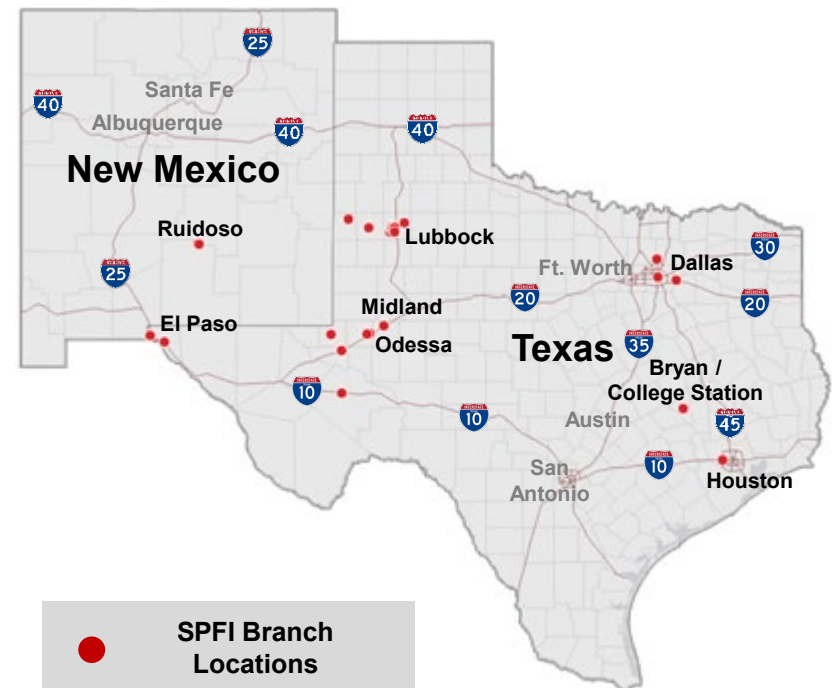 25
Santa Fe
40
Albuquerque
40
40
New Mexico
Ruidoso
Lubbock
30
Ft. Worth
Dallas
25
20
20
Midland
El Paso
Odessa
Texas
35
Bryan /
College Station
10
10
Austin
45
San
Antonio
10
Houston
SPFI Branch
Locations